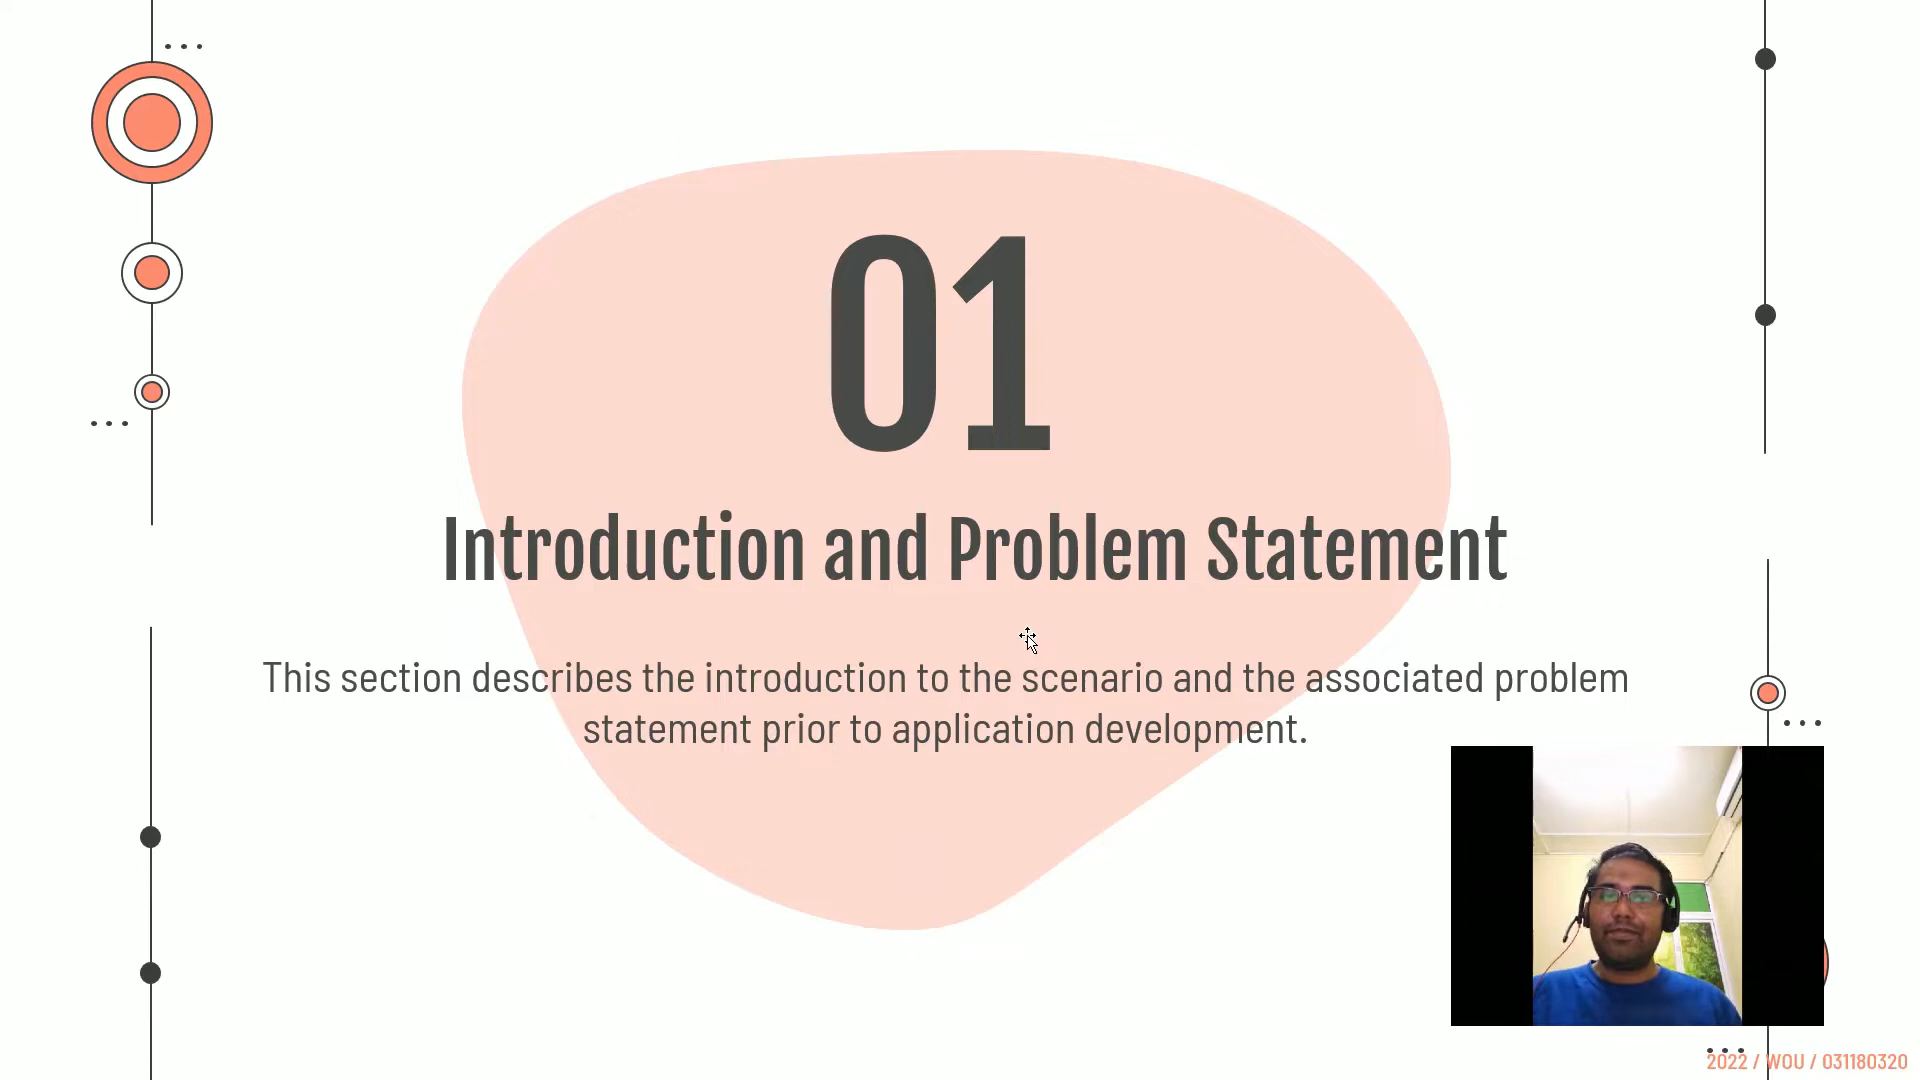 01
Introduction and Problem Statement
This section describes the introduction to the scenario and the associated problem
statement prior to application development.
2022 / WOU / 031180320